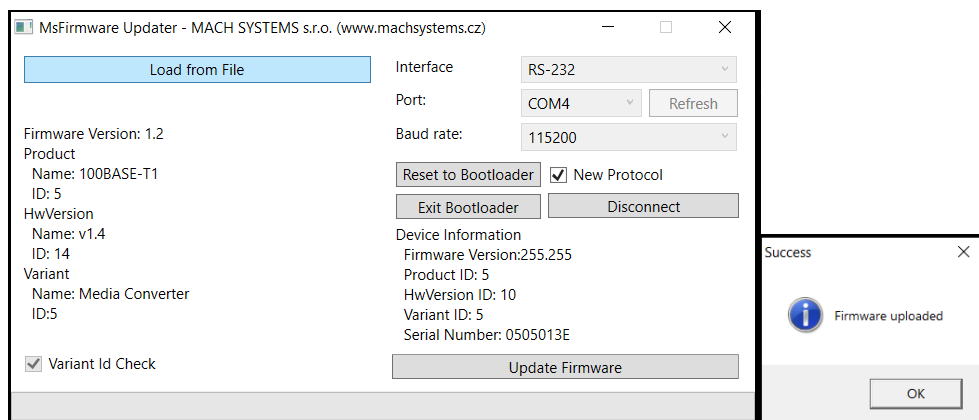 MsFirmware Updater - MACH SYSTEMS s.r.o. (www.machsystems.cz)
Load from File
Firmware Version: 1.2
Product
Name: 100BASE-T1
ID: 5
HwVersion
Name: v1.4
ID: 14
Variant
Name: Media Converter
ID:5
Variant Id Check
Interface
RS-232
Port:
COM4
Refresh
Baud rate:
115200
Reset to Bootloader
New Protocol
Exit Bootloader
Disconnect
Device Information
Firmware Version:255.255
Product ID: 5
HwVersion ID: 10
Variant ID: 5
Serial Number: 0505013E
Update Firmware
Success
Firmware uploaded
OK